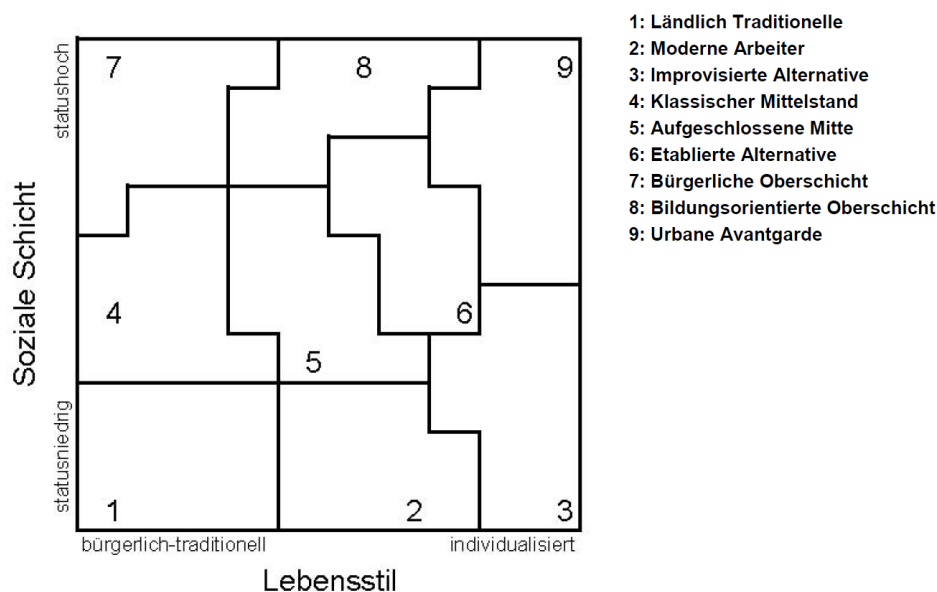 7
8
9
4
6
5
1
2
3
statushoch
Soziale Schicht
statusniedrig
bürgerlich-traditionell
individualisiert
Lebensstil
1: Ländlich Traditionelle
2: Moderne Arbeiter
3: Improvisierte Alternative
4: Klassischer Mittelstand
5: Aufgeschlossene Mitte
6: Etablierte Alternative
7: Bürgerliche Oberschicht
8: Bildungsorientierte Oberschicht
9: Urbane Avantgarde